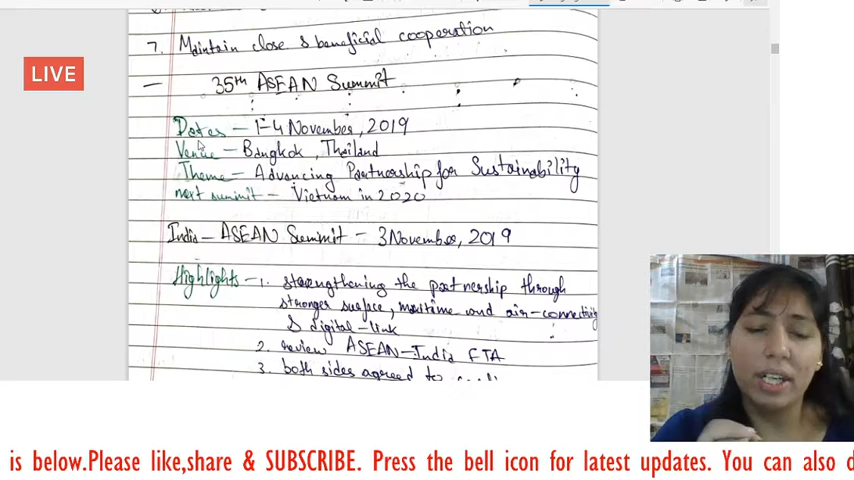 7. Maintain close & beneficial cooperation
LIVE
— 35th ASEAN Summit
Dates – 1-4 November, 2019
Venue – Bangkok, Thailand
Theme – Advancing Partnership for Sustainability
next summit – Vietnam in 2020
India – ASEAN Summit – 3 November, 2019
Highlights – 1. strengthening the partnership through
stronger surface, maritime and air-connectivity
& digital-link
2. review ASEAN-India FTA
3. both sides agreed to
is below.Please like,share & SUBSCRIBE. Press the bell icon for latest updates. You can also